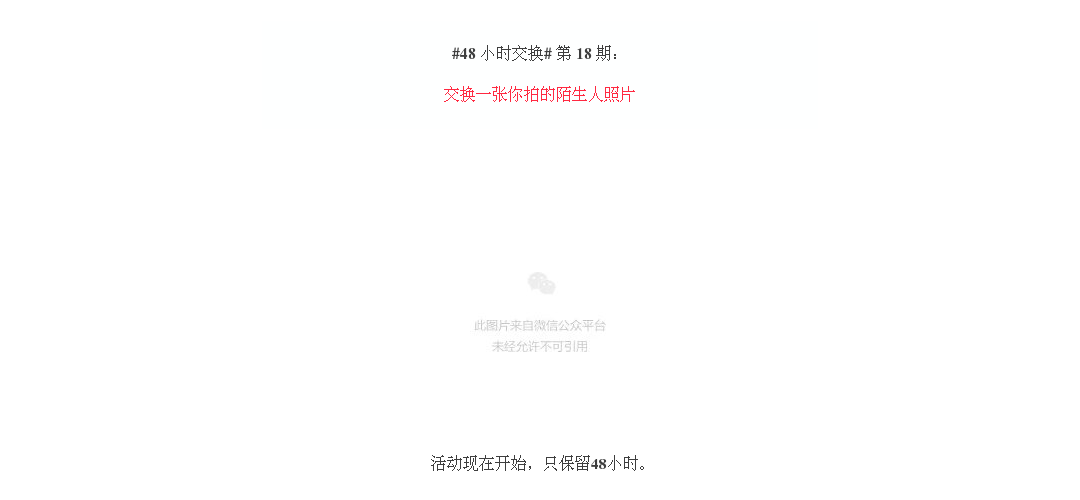 #48 小时交换# 第 18 期：
交换一张你拍的陌生人照片
此图片来自微信公众平台
未经允许不可引用
活动现在开始，只保留48小时。